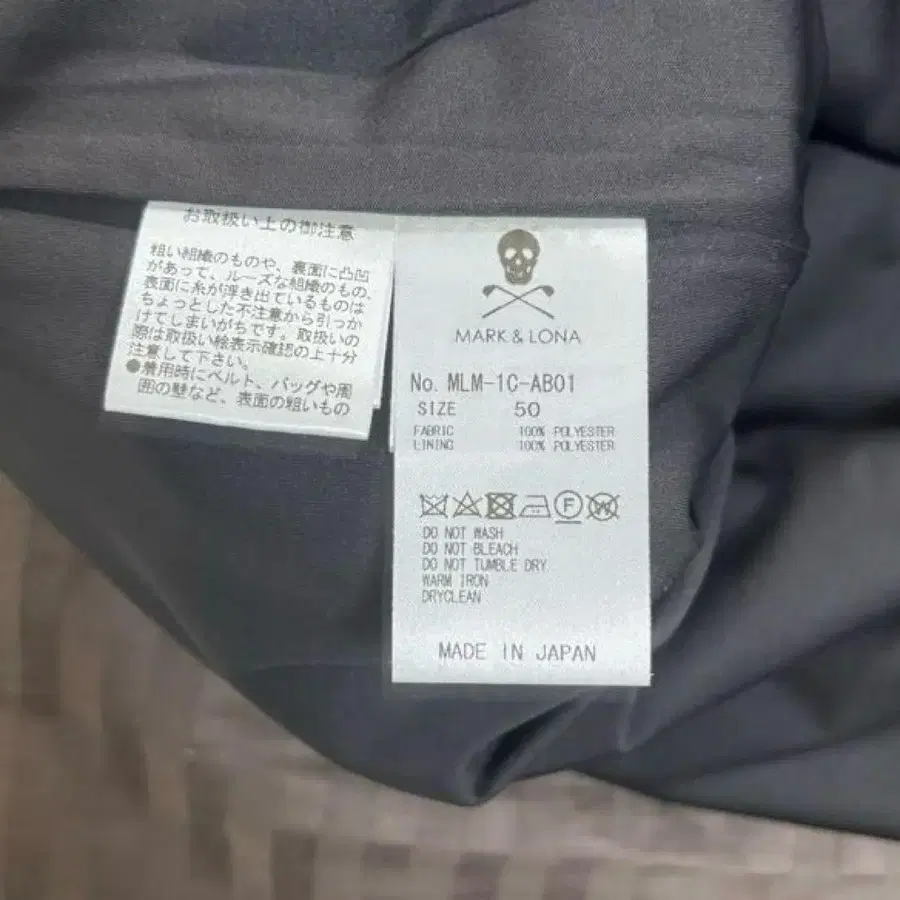 お取扱い上の御注意
粗い組織のものや、裏面に凸凹
があって、ルーズな組織のもの、
表面に糸が浮き出ているものは
ちょっとした不注意から引っか
けてしまいがちです。取扱いの
際は取扱い絵表示確認の上十分
注意して下さい。
●着用時にベルト、バッグや周
囲の壁など、表面の粗いもの
MARK & LONA
No. MLM-1C-AB01
SIZE 50
FABRIC 100% POLYESTER
LINING 100% POLYESTER
F W
DO NOT WASH
DO NOT BLEACH
DO NOT TUMBLE DRY
WARM IRON
DRYCLEAN
MADE IN JAPAN